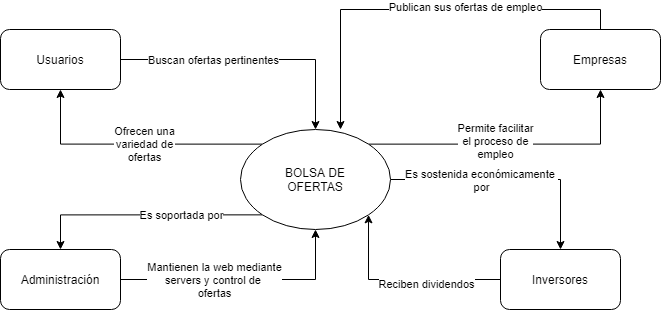 Publican sus ofertas de empleo
Usuarios
Buscan ofertas pertinentes
Empresas
Ofrecen una
variedad de
ofertas
Permite facilitar
el proceso de
empleo
BOLSA DE
OFERTAS
Es sostenida económicamente
por
Es soportada por
Administración
Mantienen la web mediante
servers y control de
ofertas
Reciben dividendos
Inversores